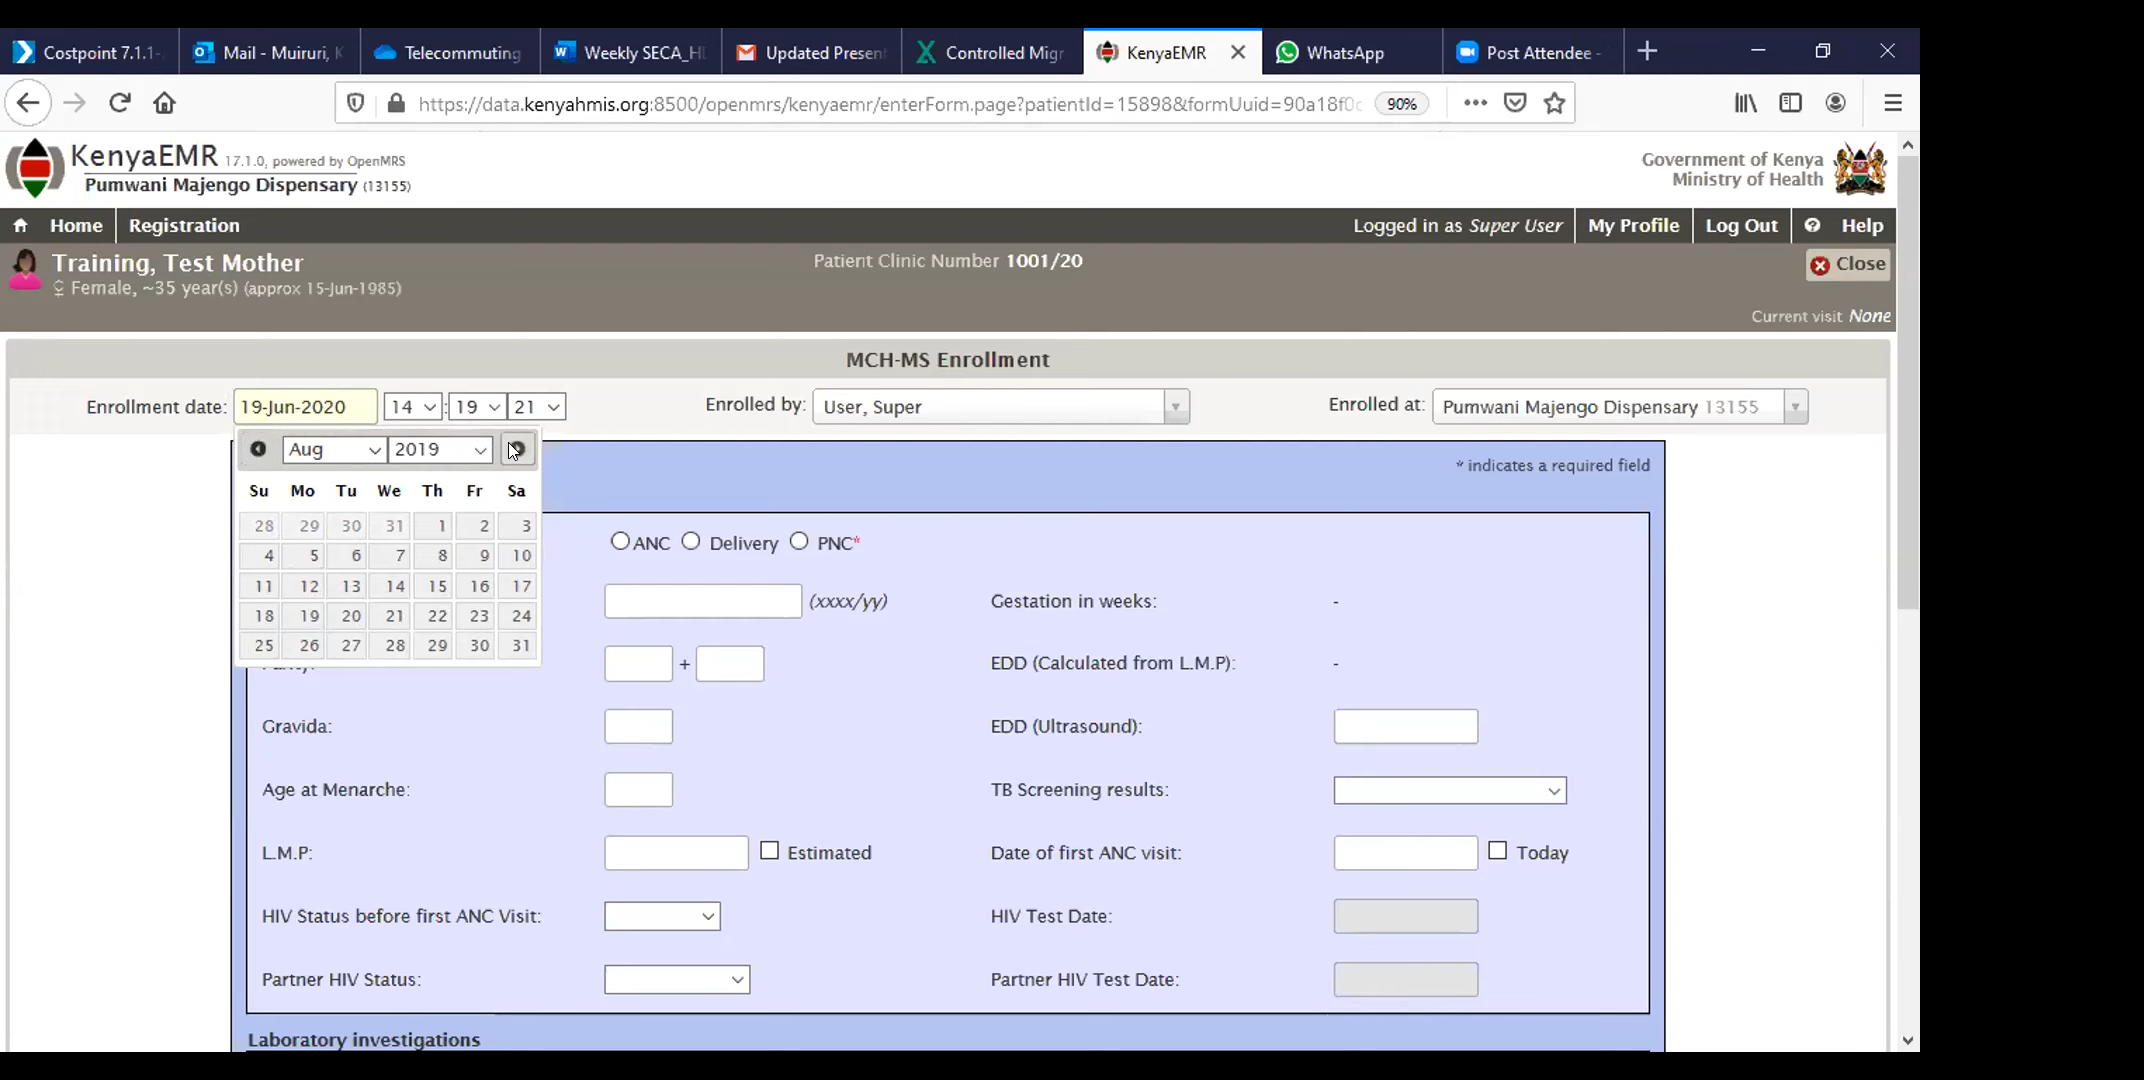 Costpoint 7.1.1-
Mail - Muiruri, K
Telecommuting
Weekly SECA_HI
Updated Present
Controlled Migr
KenyaEMR
WhatsApp
Post Attendee -
https://data.kenyahmis.org:8500/openmrs/kenyaemr/enterForm.page?patientId=15898&formUuid=90a18f0c
90%
KenyaEMR 17.1.0, powered by OpenMRS
Pumwani Majengo Dispensary (13155)
Government of Kenya
Ministry of Health
Home
Registration
Logged in as Super User
My Profile
Log Out
Help
Training, Test Mother
Female, ~35 year(s) (approx 15-Jun-1985)
Patient Clinic Number 1001/20
Close
Current visit None
MCH-MS Enrollment
Enrollment date: 19-Jun-2020 14 : 19 21
Enrolled by: User, Super
Enrolled at: Pumwani Majengo Dispensary 13155
Aug 2019
Su Mo Tu We Th Fr Sa
28 29 30 31 1 2 3
4 5 6 7 8 9 10
11 12 13 14 15 16 17
18 19 20 21 22 23 24
25 26 27 28 29 30 31
* indicates a required field
ANC Delivery PNC*
(xxxx/yy)
Gestation in weeks: -
+
EDD (Calculated from L.M.P): -
Gravida:
EDD (Ultrasound):
Age at Menarche:
TB Screening results:
L.M.P: Estimated
Date of first ANC visit: Today
HIV Status before first ANC Visit:
HIV Test Date:
Partner HIV Status:
Partner HIV Test Date:
Laboratory investigations